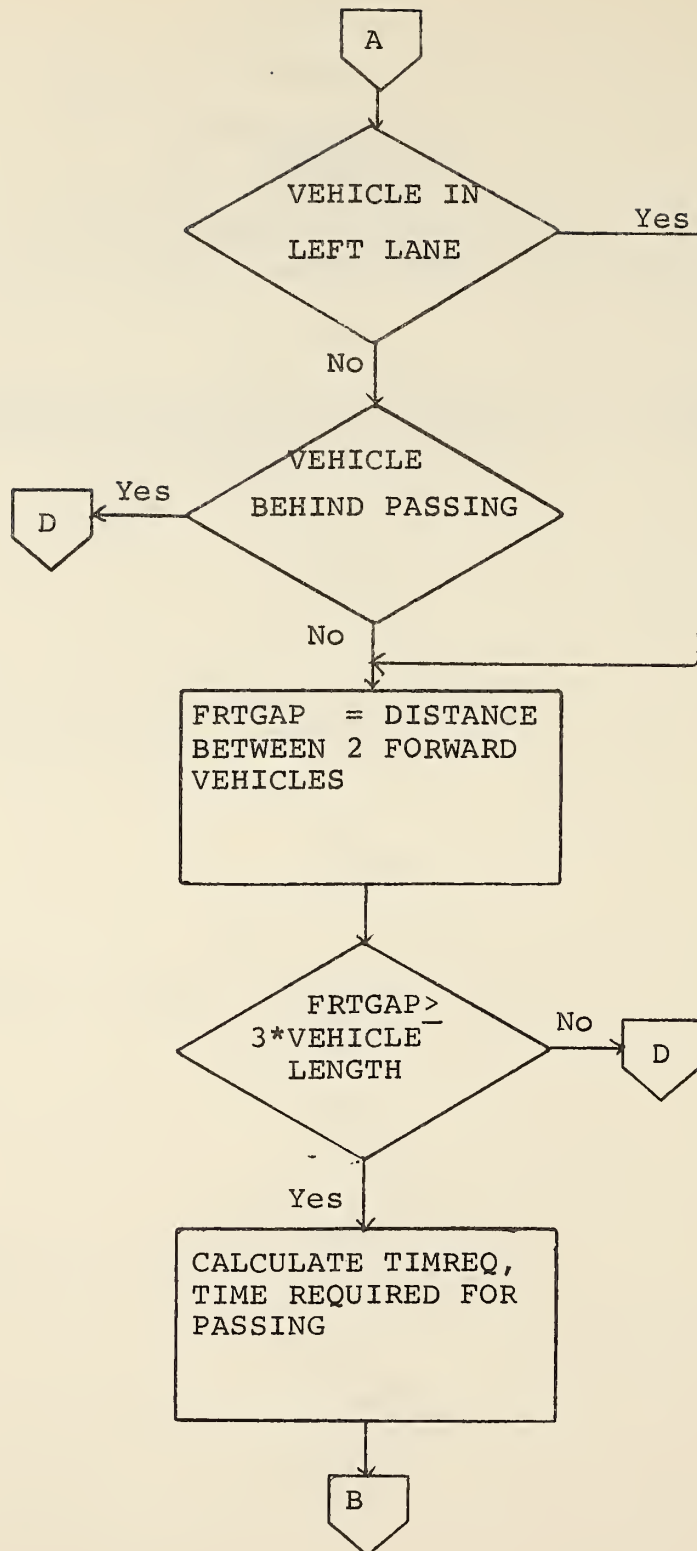 A
VEHICLE IN
LEFT LANE
Yes
No
VEHICLE
BEHIND PASSING
Yes
D
No
FRTGAP = DISTANCE
BETWEEN 2 FORWARD
VEHICLES
FRTGAP≥
3*VEHICLE
LENGTH
No
D
Yes
CALCULATE TIMREQ,
TIME REQUIRED FOR
PASSING
B